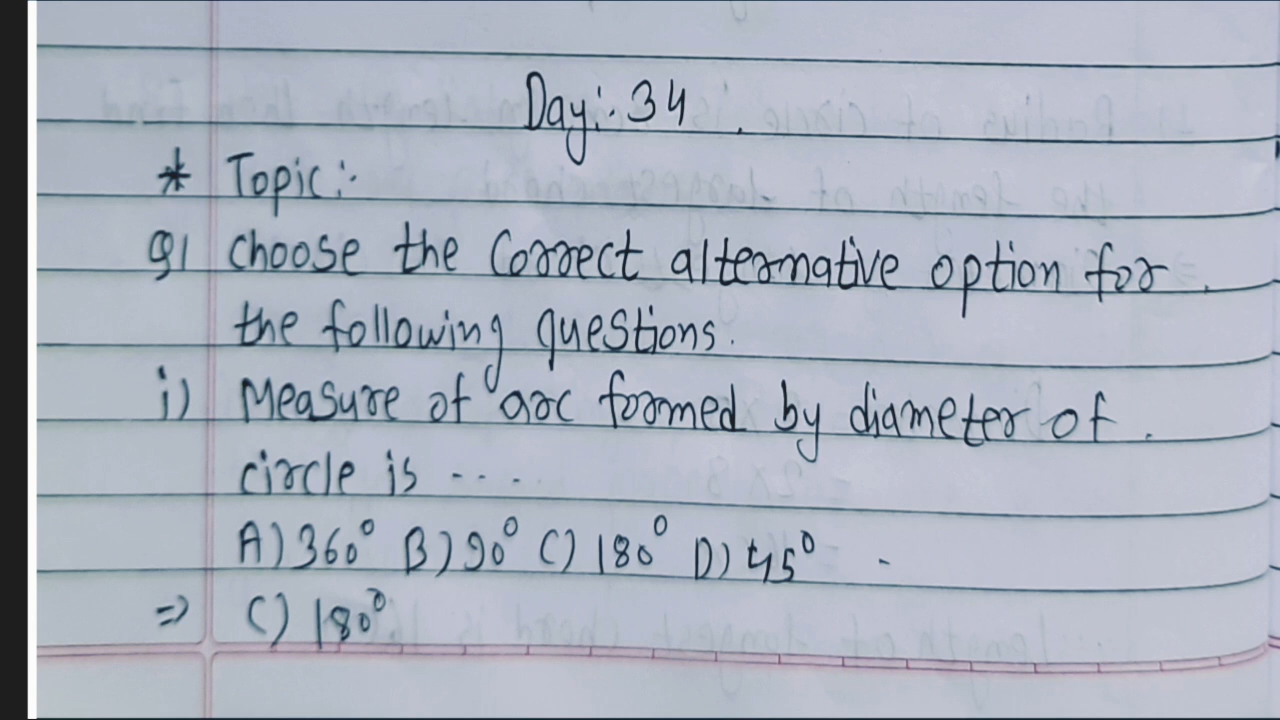 Day:- 34
* Topic:-
Q1 choose the correct alternative option for
the following questions.
i) Measure of arc formed by diameter of
circle is ....
A) 360° B) 90° C) 180° D) 45°
⇒ C) 180°